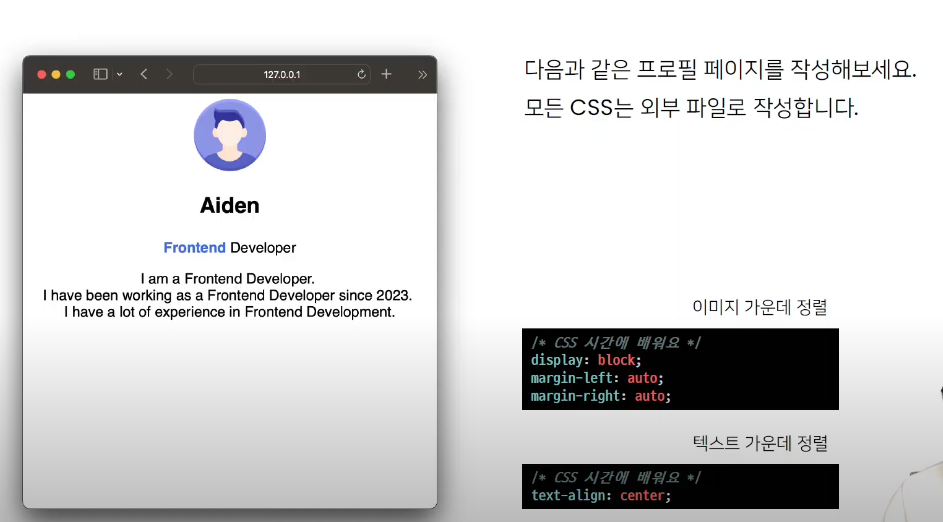 127.0.0.1
Aiden
Frontend Developer
I am a Frontend Developer.
I have been working as a Frontend Developer since 2023.
I have a lot of experience in Frontend Development.
다음과 같은 프로필 페이지를 작성해보세요.
모든 CSS는 외부 파일로 작성합니다.
이미지 가운데 정렬
/* CSS 시간에 배워요 */
display: block;
margin-left: auto;
margin-right: auto;
텍스트 가운데 정렬
/* CSS 시간에 배워요 */
text-align: center;